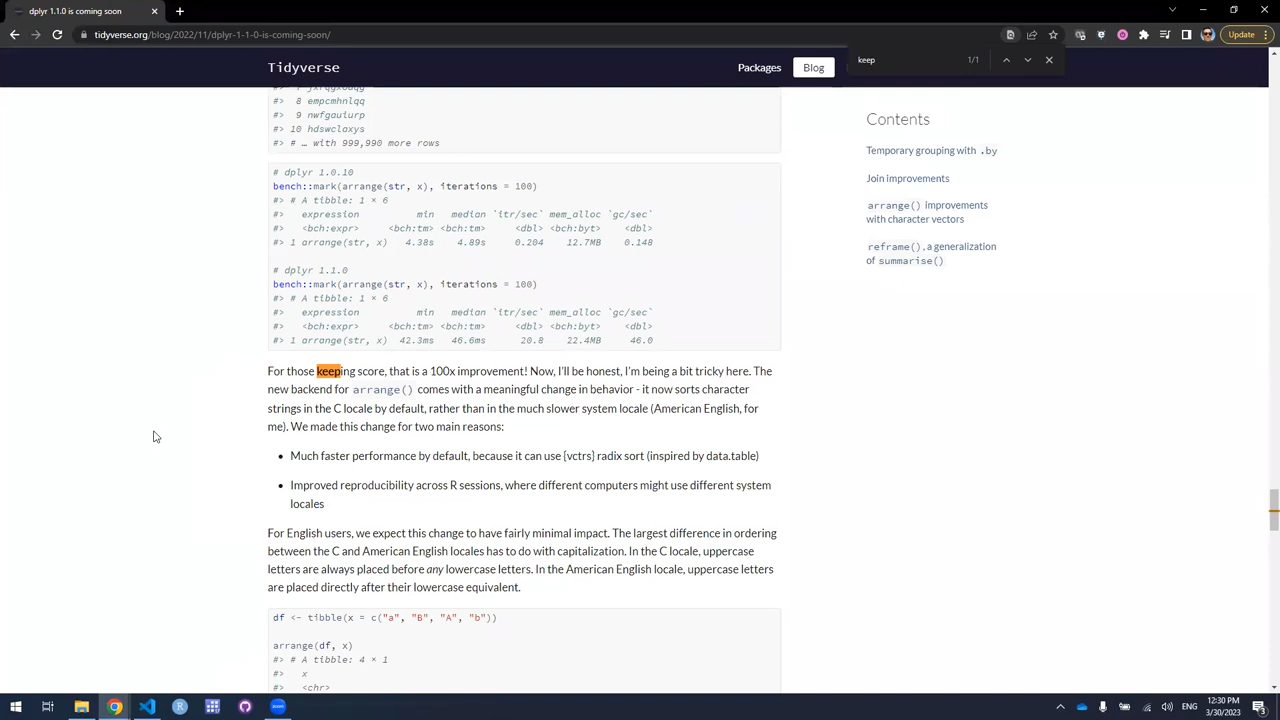 dplyr 1.1.0 is coming soon
tidyverse.org/blog/2022/11/dplyr-1-1-0-is-coming-soon/
Update
keep
1/1
Tidyverse
Packages
Blog
#> 8 empcmhnlqq
#> 9 nwfgauiurp
#> 10 hdswclaxys
#> # … with 999,990 more rows
# dplyr 1.0.10
bench::mark(arrange(str, x), iterations = 100)
#> # A tibble: 1 × 6
#> expression min median `itr/sec` mem_alloc `gc/sec`
#> <bch:expr> <bch:tm> <bch:tm> <dbl> <bch:byt> <dbl>
#> 1 arrange(str, x) 4.38s 4.89s 0.204 12.7MB 0.148
# dplyr 1.1.0
bench::mark(arrange(str, x), iterations = 100)
#> # A tibble: 1 × 6
#> expression min median `itr/sec` mem_alloc `gc/sec`
#> <bch:expr> <bch:tm> <bch:tm> <dbl> <bch:byt> <dbl>
#> 1 arrange(str, x) 42.3ms 46.6ms 20.8 22.4MB 46.0
For those keeping score, that is a 100x improvement! Now, I'll be honest, I'm being a bit tricky here. The
new backend for arrange() comes with a meaningful change in behavior - it now sorts character
strings in the C locale by default, rather than in the much slower system locale (American English, for
me). We made this change for two main reasons:
• Much faster performance by default, because it can use {vctrs} radix sort (inspired by data.table)
• Improved reproducibility across R sessions, where different computers might use different system
locales
For English users, we expect this change to have fairly minimal impact. The largest difference in ordering
between the C and American English locales has to do with capitalization. In the C locale, uppercase
letters are always placed before any lowercase letters. In the American English locale, uppercase letters
are placed directly after their lowercase equivalent.
df <- tibble(x = c("a", "B", "A", "b"))
arrange(df, x)
#> # A tibble: 4 × 1
#> x
#> <chr>
Contents
Temporary grouping with .by
Join improvements
arrange() improvements
with character vectors
reframe(), a generalization
of summarise()
zoom
ENG
12:30 PM
3/30/2023
3